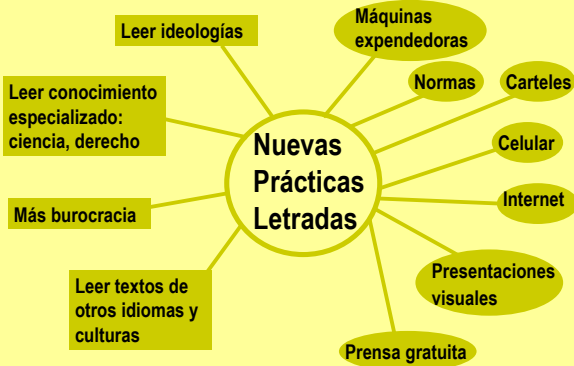 Leer ideologías
Máquinas
expendedoras
Normas
Carteles
Leer conocimiento
especializado:
ciencia, derecho
Nuevas
Prácticas
Letradas
Celular
Internet
Más burocracia
Presentaciones
visuales
Leer textos de
otros idiomas y
culturas
Prensa gratuita